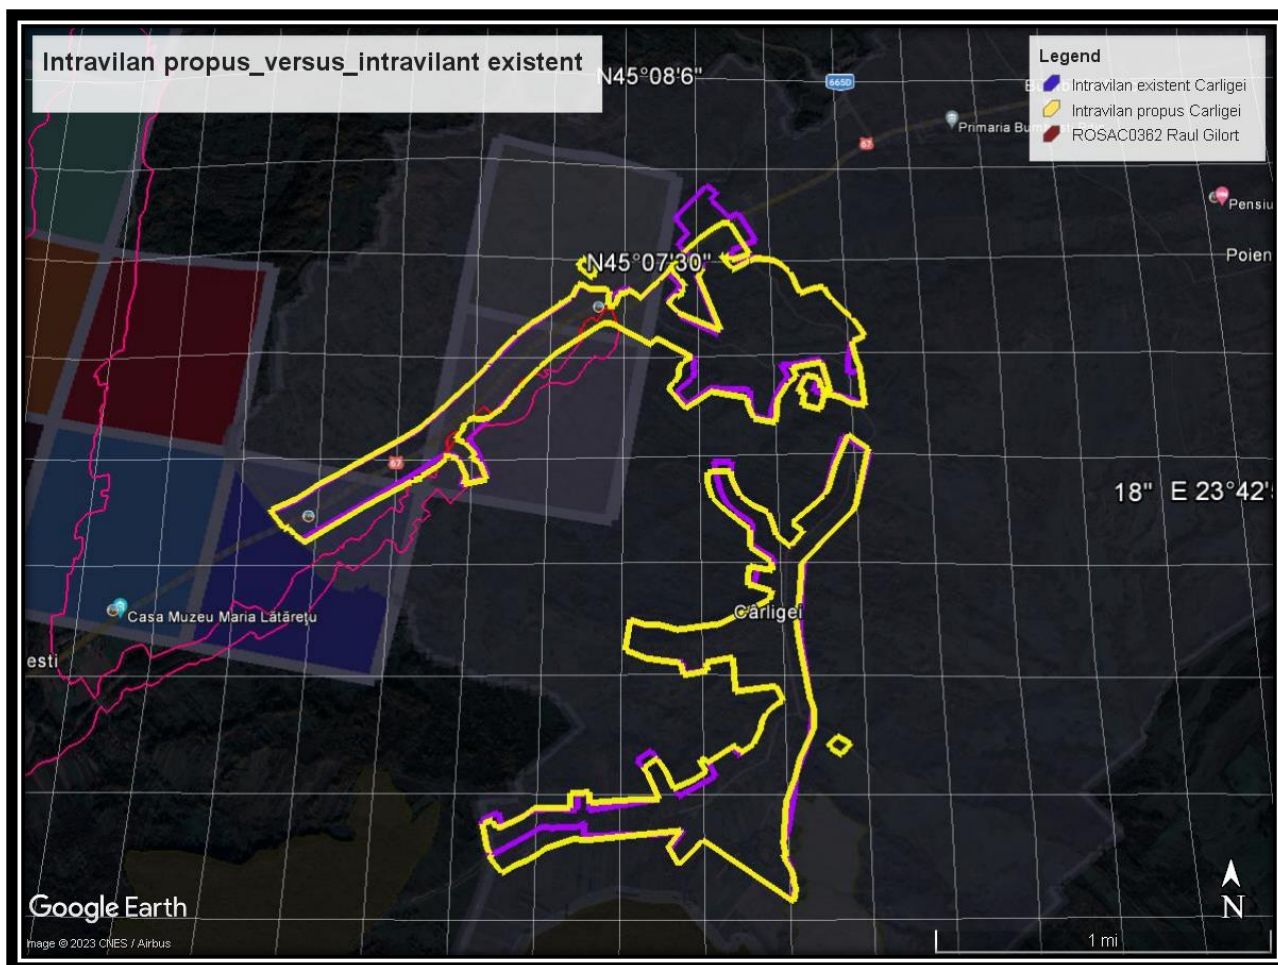 Intravilan propus_versus_intravilant existent
N45°08'6"
665D
Legend
Intravilan existent Carligei
Intravilan propus Carligei
ROSAC0362 Raul Gilort
Primaria
67
Pensiu
N45°07'30"
Poien
67
18" E 23°42'
Casa Muzeu Maria Lătărețu
Cârligei
esti
Google Earth
Image © 2023 CNES / Airbus
1 mi
N